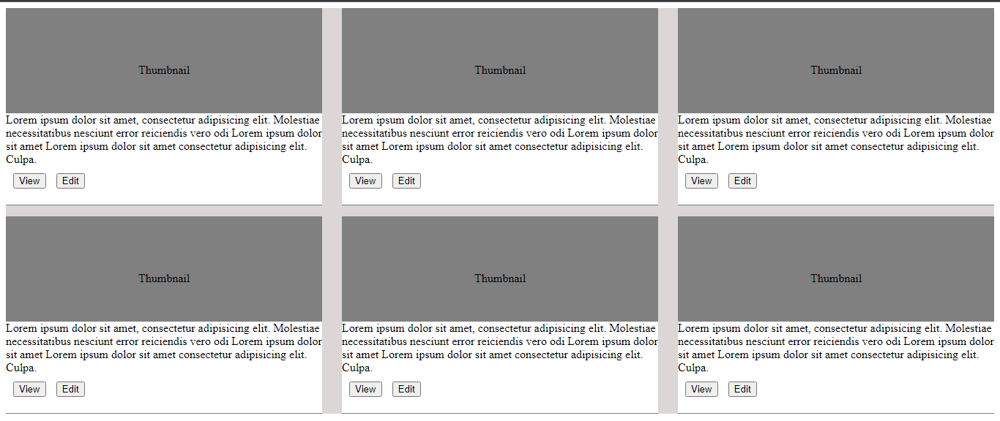 Thumbnail
Lorem ipsum dolor sit amet, consectetur adipisicing elit. Molestiae
necessitatibus nesciunt error reiciendis vero odi Lorem ipsum dolor
sit amet Lorem ipsum dolor sit amet consectetur adipisicing elit.
Culpa.
View Edit
Thumbnail
Lorem ipsum dolor sit amet, consectetur adipisicing elit. Molestiae
necessitatibus nesciunt error reiciendis vero odi Lorem ipsum dolor
sit amet Lorem ipsum dolor sit amet consectetur adipisicing elit.
Culpa.
View Edit
Thumbnail
Lorem ipsum dolor sit amet, consectetur adipisicing elit. Molestiae
necessitatibus nesciunt error reiciendis vero odi Lorem ipsum dolor
sit amet Lorem ipsum dolor sit amet consectetur adipisicing elit.
Culpa.
View Edit
Thumbnail
Lorem ipsum dolor sit amet, consectetur adipisicing elit. Molestiae
necessitatibus nesciunt error reiciendis vero odi Lorem ipsum dolor
sit amet Lorem ipsum dolor sit amet consectetur adipisicing elit.
Culpa.
View Edit
Thumbnail
Lorem ipsum dolor sit amet, consectetur adipisicing elit. Molestiae
necessitatibus nesciunt error reiciendis vero odi Lorem ipsum dolor
sit amet Lorem ipsum dolor sit amet consectetur adipisicing elit.
Culpa.
View Edit
Thumbnail
Lorem ipsum dolor sit amet, consectetur adipisicing elit. Molestiae
necessitatibus nesciunt error reiciendis vero odi Lorem ipsum dolor
sit amet Lorem ipsum dolor sit amet consectetur adipisicing elit.
Culpa.
View Edit